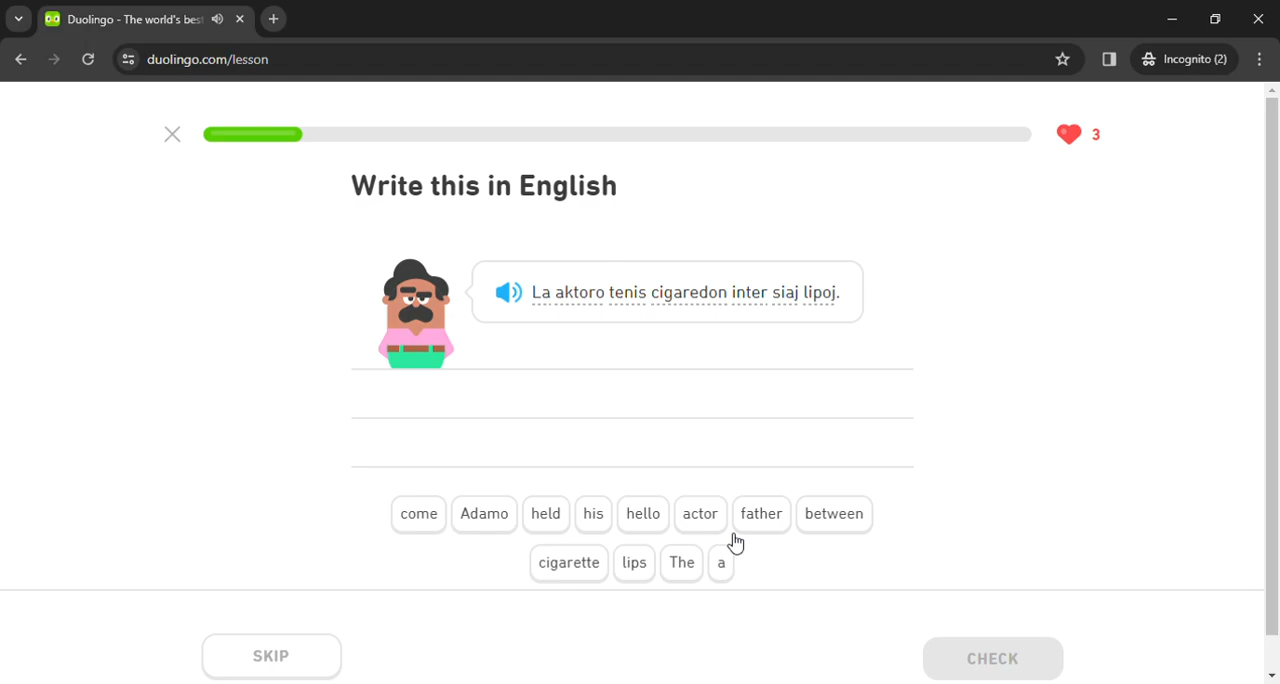 Duolingo - The world's bes
duolingo.com/lesson
Incognito (2)
3
Write this in English
La aktoro tenis cigaredon inter siaj lipoj.
come Adamo held his hello actor father between
cigarette lips The a
SKIP
CHECK